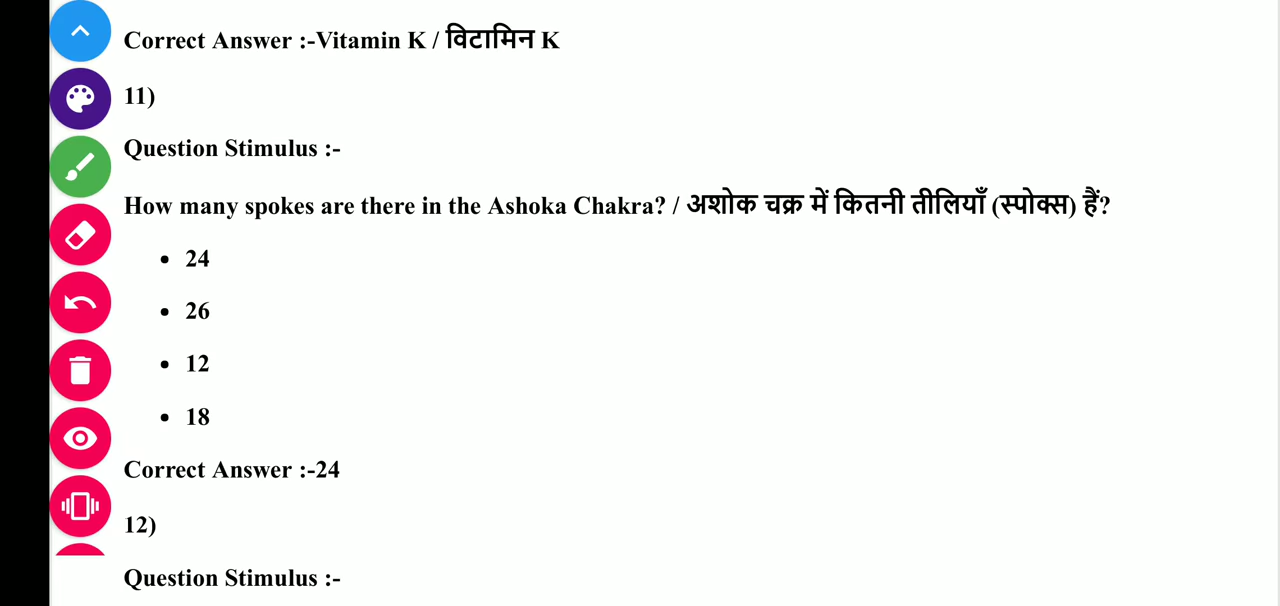 Correct Answer :-Vitamin K / विटामिन K
11)
Question Stimulus :-
How many spokes are there in the Ashoka Chakra? / अशोक चक्र में कितनी तीलियाँ (स्पोक्स) हैं?
• 24
• 26
• 12
• 18
Correct Answer :-24
12)
Question Stimulus :-